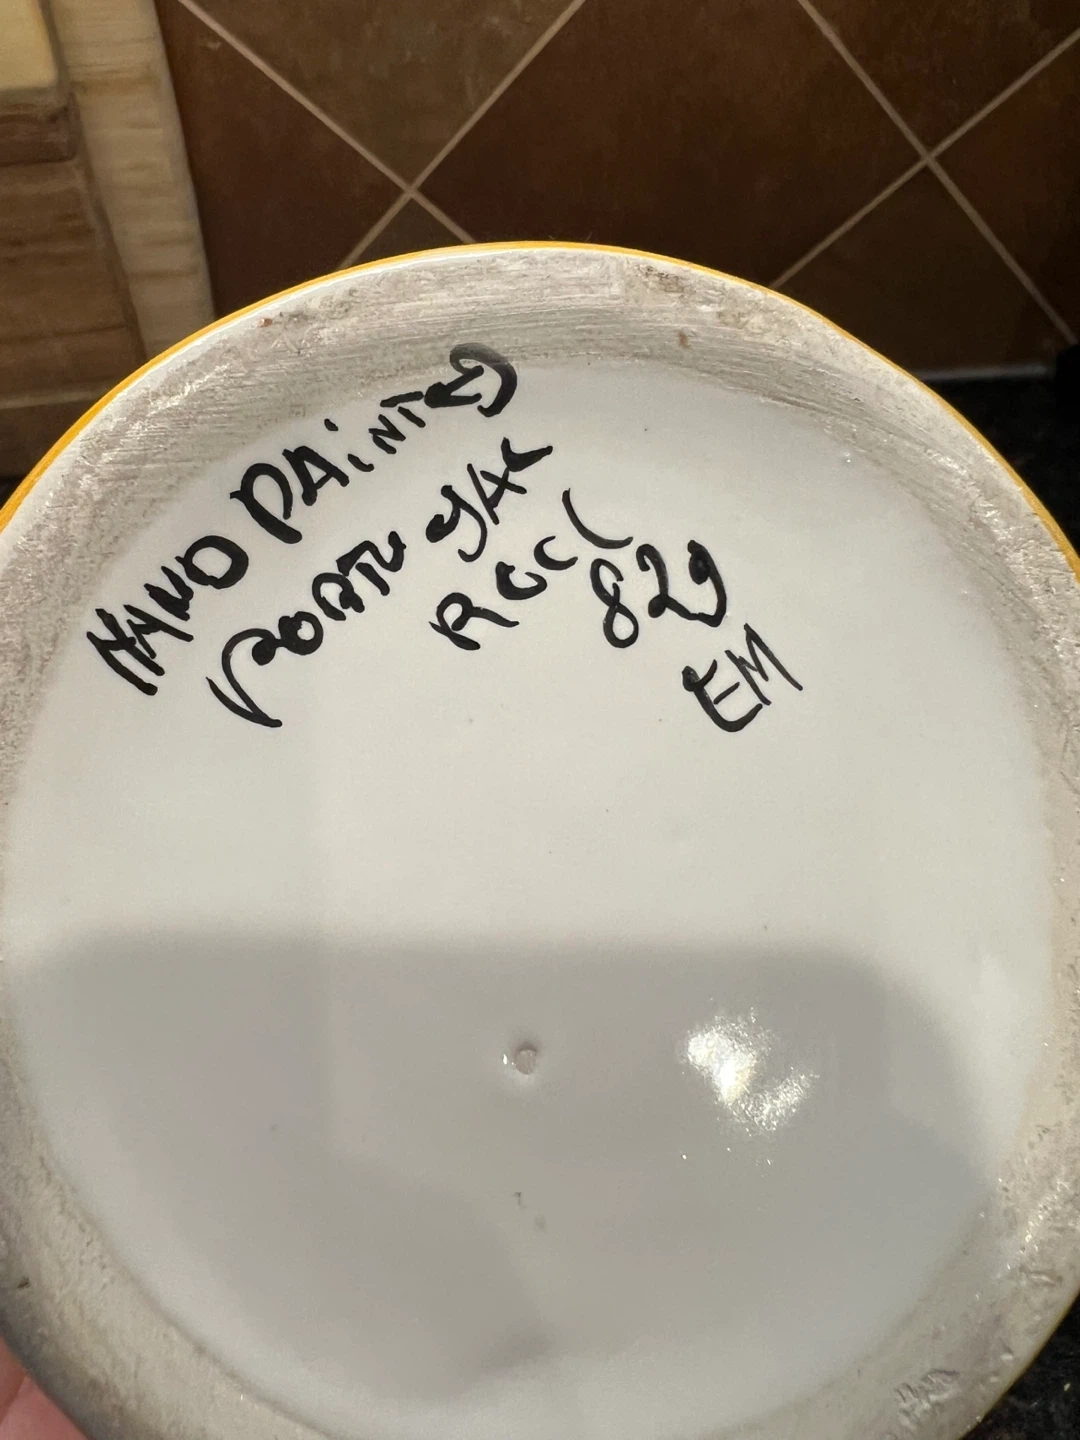 HAND PAINTED
PORTUGAL
RCCL
829
EM